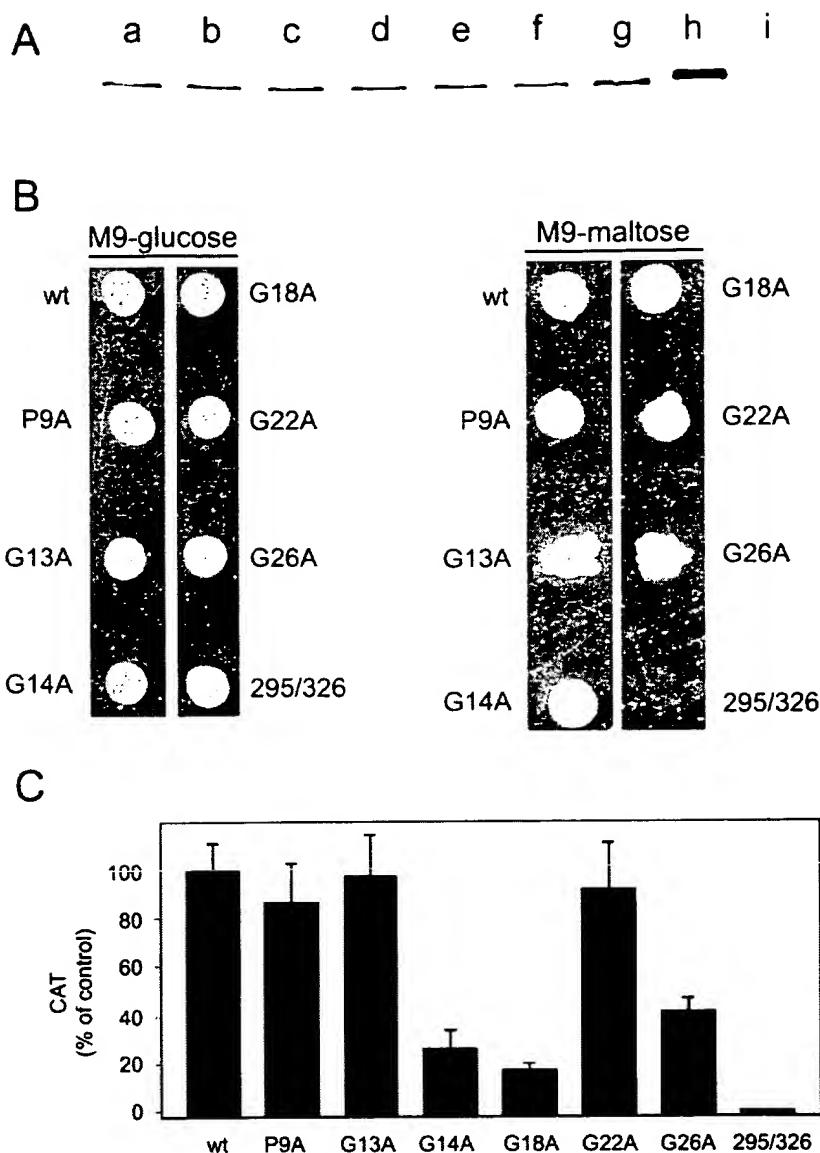 A
a b c d e f g h i
B
M9-glucose
wt
G18A
P9A
G22A
G13A
G26A
G14A
295/326
M9-maltose
wt
G18A
P9A
G22A
G13A
G26A
G14A
295/326
C
CAT
(% of control)
100
80
60
40
20
0
wt P9A G13A G14A G18A G22A G26A 295/326